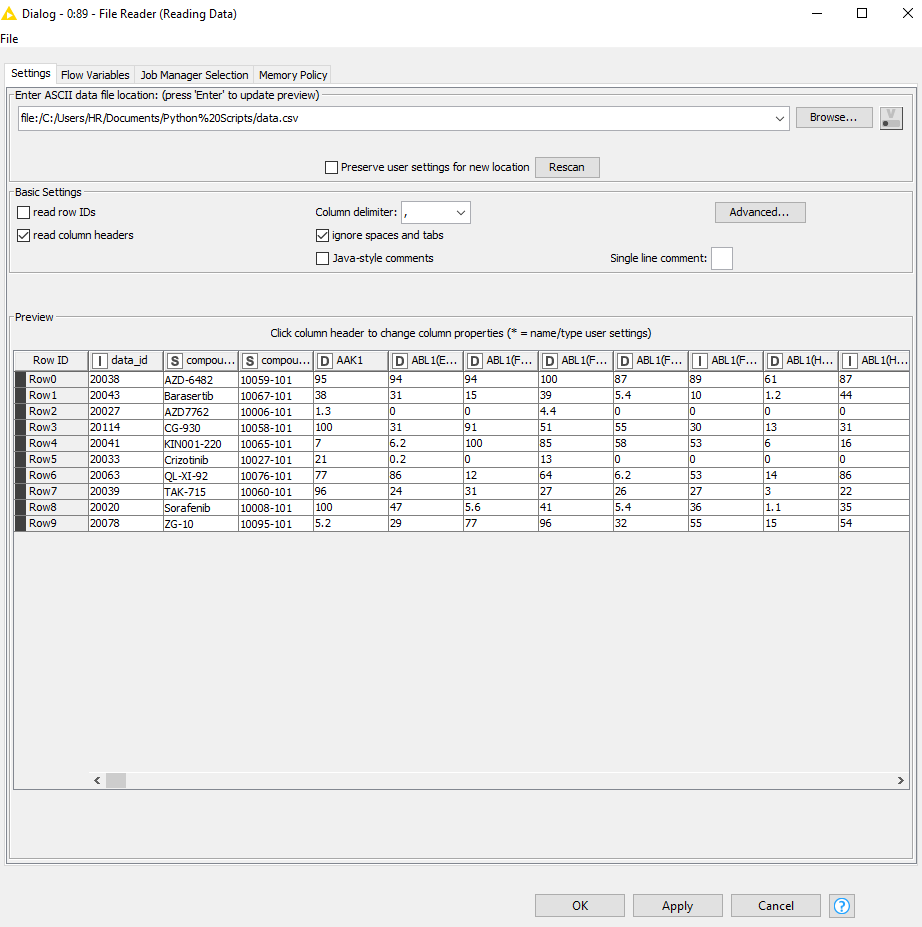 Dialog - 0:89 - File Reader (Reading Data)
File
Settings Flow Variables Job Manager Selection Memory Policy
Enter ASCII data file location: (press 'Enter' to update preview)
file:/C:/Users/HR/Documents/Python%20Scripts/data.csv Browse... V
Preserve user settings for new location Rescan
Basic Settings
read row IDs Column delimiter: , Advanced...
read column headers ignore spaces and tabs
Java-style comments Single line comment:
Preview
Click column header to change column properties (* = name/type user settings)
Row ID I data_id S compou... S compou... D AAK1 D ABL1(E... D ABL1(F... D ABL1(F... D ABL1(F... I ABL1(F... D ABL1(H... I ABL1(H...
Row0 20038 AZD-6482 10059-101 95 94 94 100 87 89 61 87
Row1 20043 Barasertib 10067-101 38 31 15 39 5.4 10 1.2 44
Row2 20027 AZD7762 10006-101 1.3 0 0 4.4 0 0 0 0
Row3 20114 CG-930 10058-101 100 31 91 51 55 30 13 31
Row4 20041 KIN001-220 10065-101 7 6.2 100 85 58 53 6 16
Row5 20033 Crizotinib 10027-101 21 0.2 0 13 0 0 0 0
Row6 20063 QL-XI-92 10076-101 77 86 12 64 6.2 53 14 86
Row7 20039 TAK-715 10060-101 96 24 31 27 26 27 3 22
Row8 20020 Sorafenib 10008-101 100 47 5.6 41 5.4 36 1.1 35
Row9 20078 ZG-10 10095-101 5.2 29 77 96 32 55 15 54
OK Apply Cancel ?